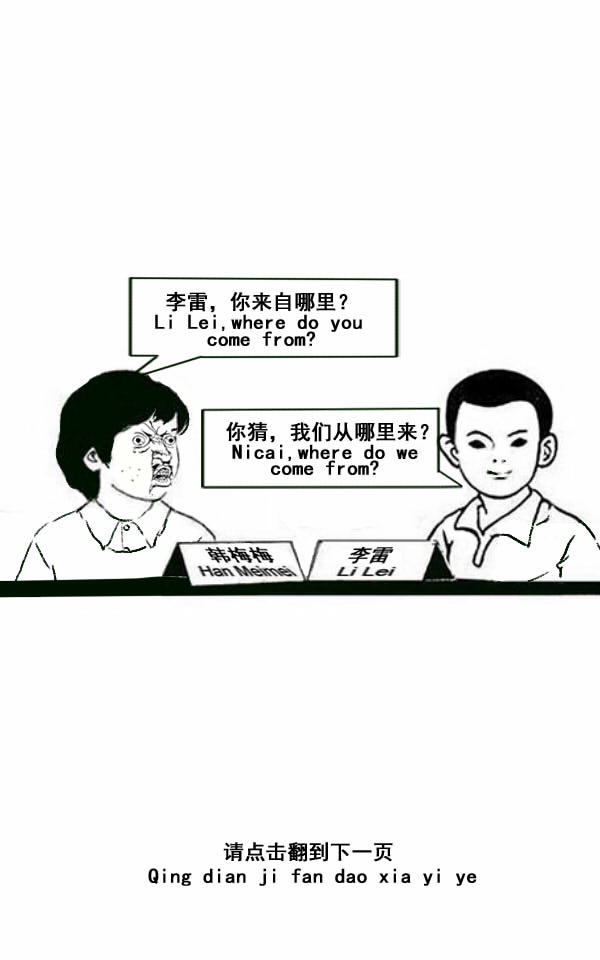 李雷，你来自哪里？
Li Lei,where do you
come from?
你猜，我们从哪里来？
Nicai,where do we
come from?
韩梅梅
Han Meimei
李雷
Li Lei
请点击翻到下一页
Qing dian ji fan dao xia yi ye